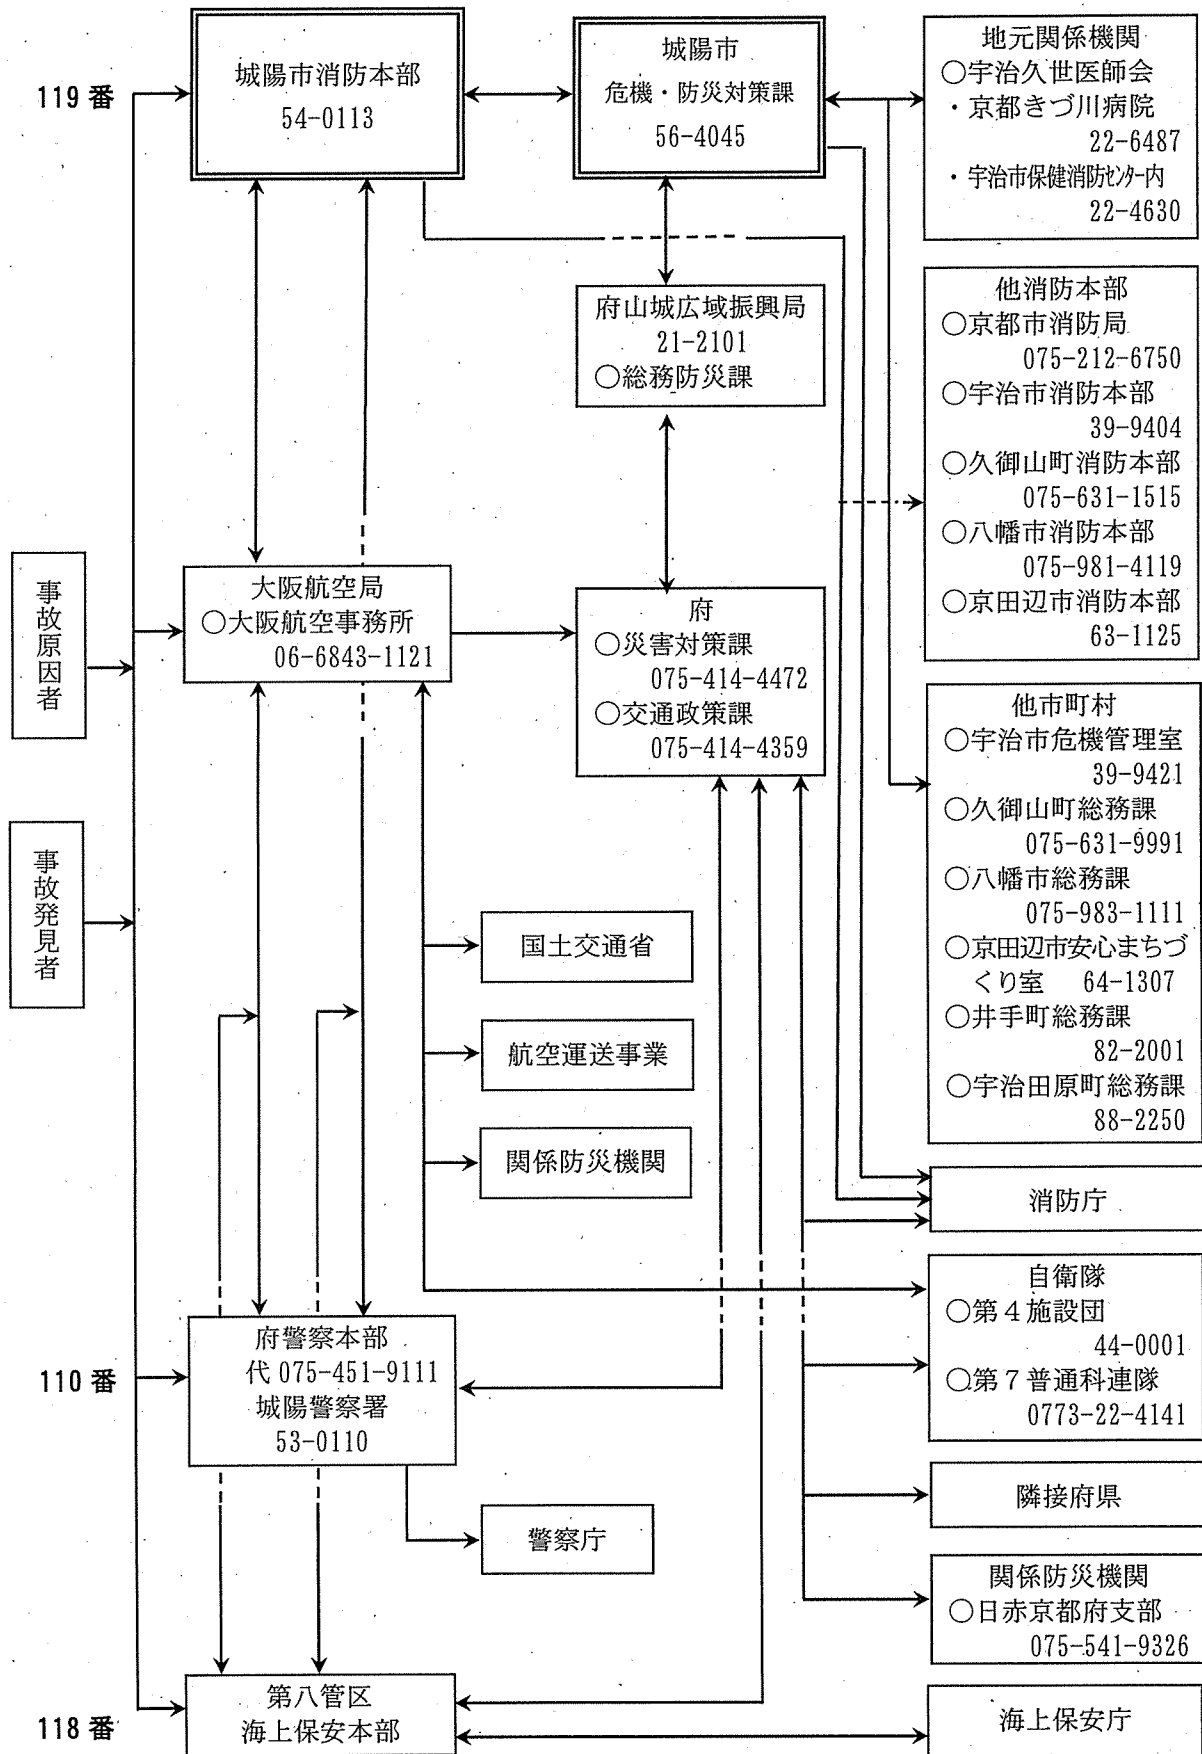 119番
城陽市消防本部
54-0113
城陽市
危機・防災対策課
56-4045
地元関係機関
○宇治久世医師会
・京都きづ川病院
22-6487
・宇治市保健消防センター内
22-4630
府山城広域振興局
21-2101
○総務防災課
他消防本部
○京都市消防局
075-212-6750
○宇治市消防本部
39-9404
○久御山町消防本部
075-631-1515
○八幡市消防本部
075-981-4119
○京田辺市消防本部
63-1125
事故原因者
大阪航空局
○大阪航空事務所
06-6843-1121
府
○災害対策課
075-414-4472
○交通政策課
075-414-4359
他市町村
○宇治市危機管理室
39-9421
○久御山町総務課
075-631-9991
○八幡市総務課
075-983-1111
○京田辺市安心まちづ
くり室 64-1307
○井手町総務課
82-2001
○宇治田原町総務課
88-2250
事故発見者
国土交通省
航空運送事業
関係防災機関
消防庁
自衛隊
○第4施設団
44-0001
○第7普通科連隊
0773-22-4141
110番
府警察本部
代075-451-9111
城陽警察署
53-0110
警察庁
隣接府県
関係防災機関
○日赤京都府支部
075-541-9326
118番
第八管区
海上保安本部
海上保安庁